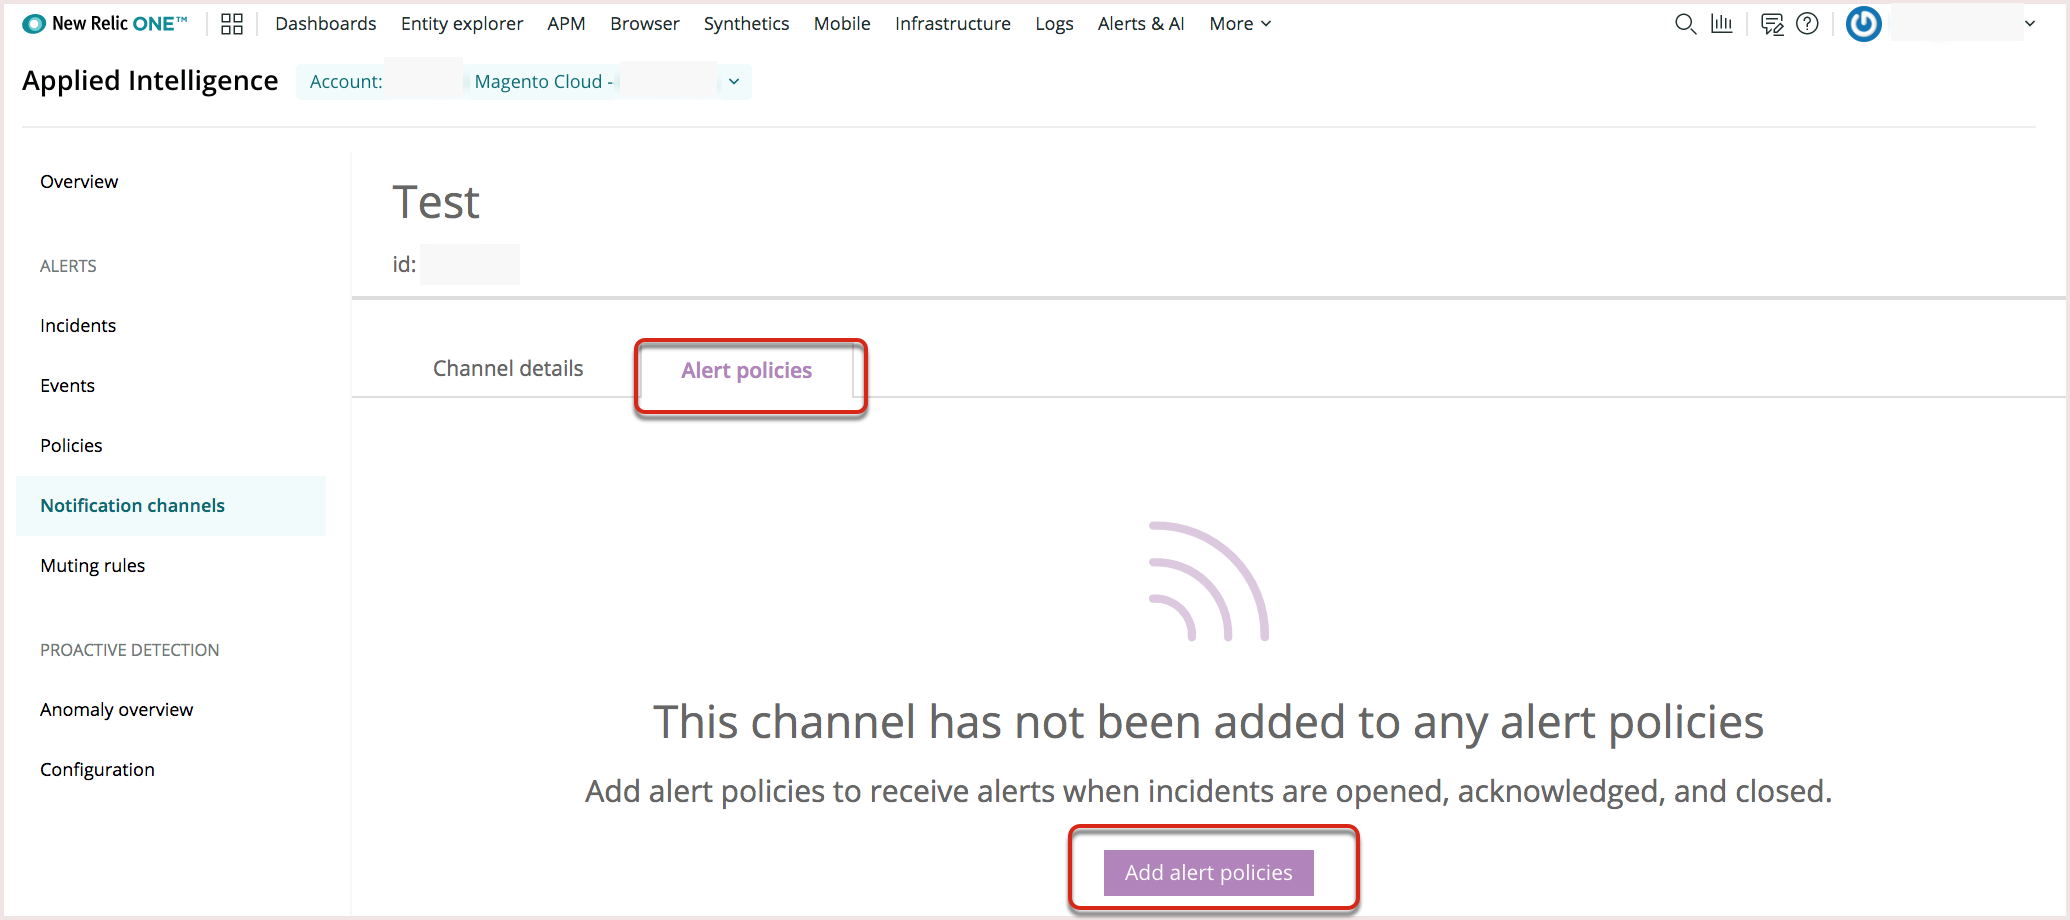 New Relic ONE™ Dashboards Entity explorer APM Browser Synthetics Mobile Infrastructure Logs Alerts & AI More
Applied Intelligence Account: Magento Cloud -
Overview
ALERTS
Incidents
Events
Policies
Notification channels
Muting rules
PROACTIVE DETECTION
Anomaly overview
Configuration
Test
id:
Channel details Alert policies
This channel has not been added to any alert policies
Add alert policies to receive alerts when incidents are opened, acknowledged, and closed.
Add alert policies